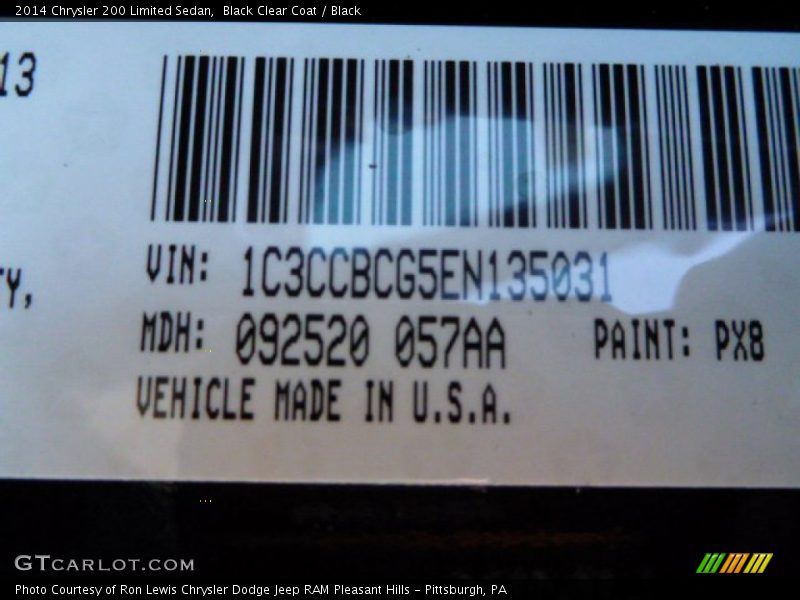 2014 Chrysler 200 Limited Sedan,  Black Clear Coat / Black
13
VIN: 1C3CCBCG5EN135031
TY,
MDH: 092520 057AA PAINT: PX8
VEHICLE MADE IN U.S.A.
GTCARLOT.COM
Photo Courtesy of Ron Lewis Chrysler Dodge Jeep RAM Pleasant Hills - Pittsburgh, PA